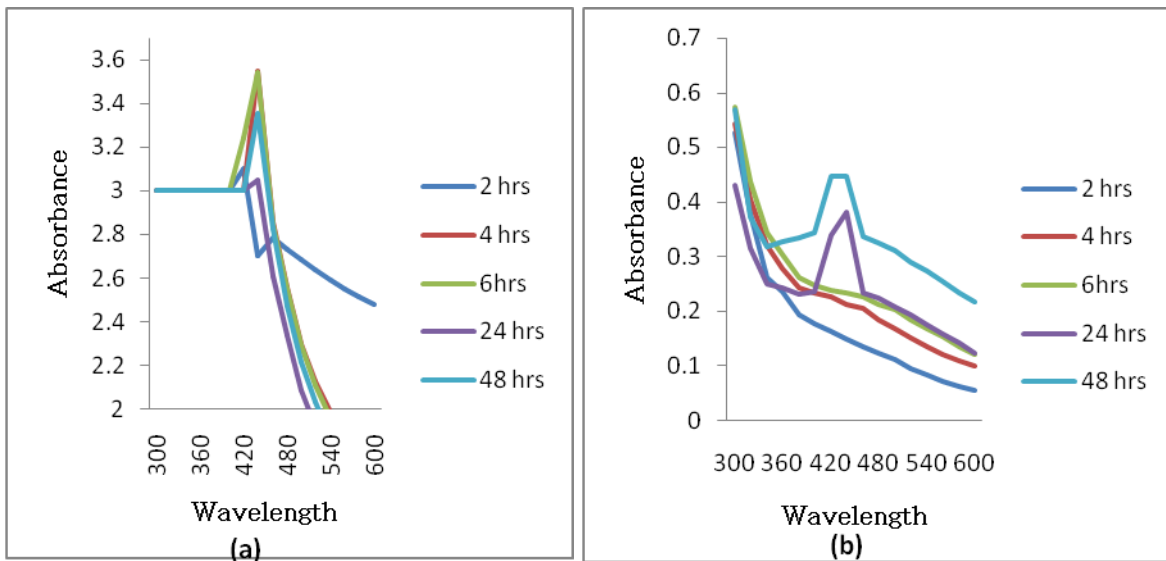 3.6
3.4
3.2
3
2.8
2.6
2.4
2.2
2
Absorbance
300
360
420
480
540
600
Wavelength
(a)
2 hrs
4 hrs
6hrs
24 hrs
48 hrs
0.7
0.6
0.5
0.4
0.3
0.2
0.1
0
Absorbance
300 360 420 480 540 600
Wavelength
(b)
2 hrs
4 hrs
6hrs
24 hrs
48 hrs